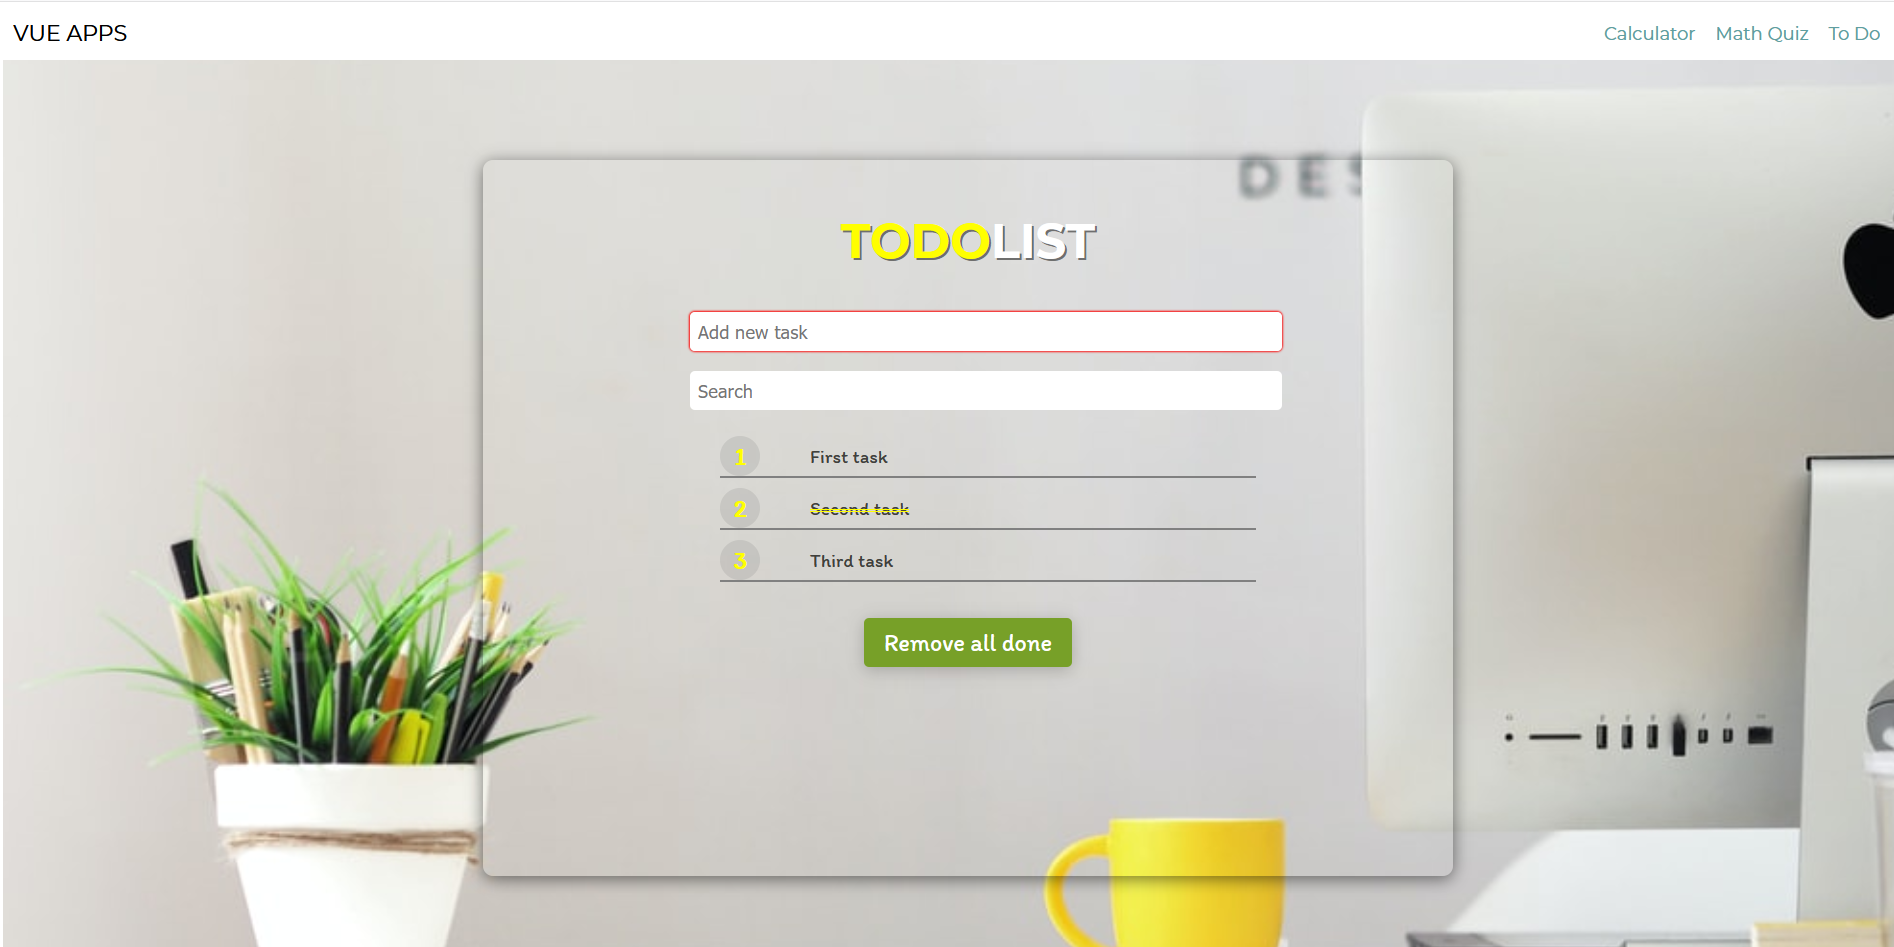 VUE APPS
Calculator Math Quiz To Do
DES
TODOLIST
Add new task
Search
1 First task
2 Second task
3 Third task
Remove all done